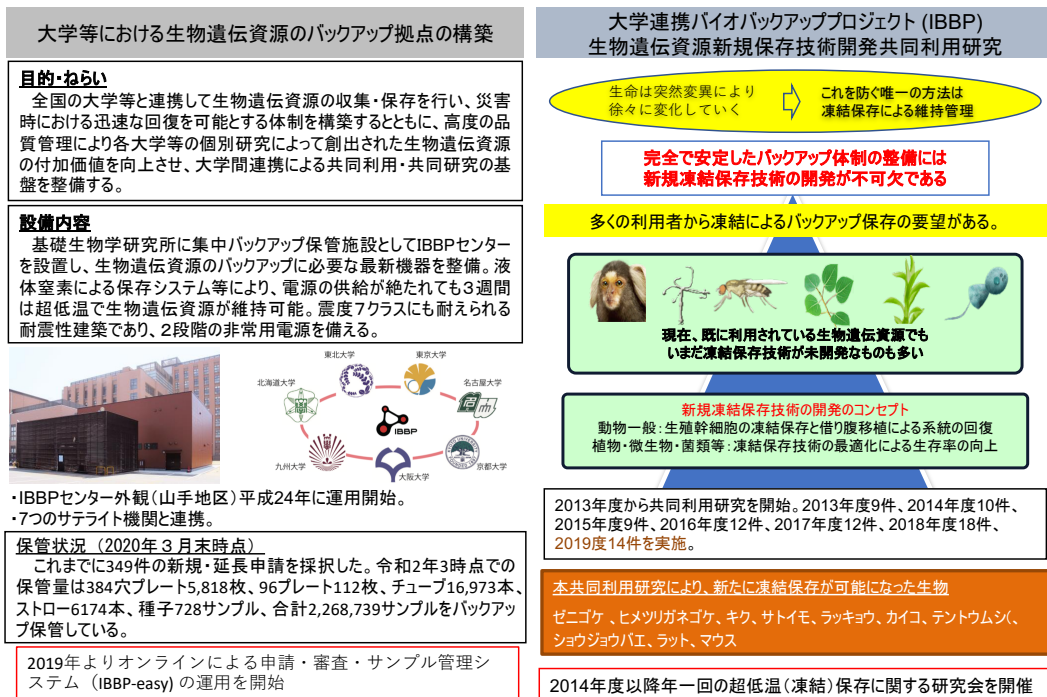 大学等における生物遺伝資源のバックアップ拠点の構築
目的・ねらい
全国の大学等と連携して生物遺伝資源の収集・保存を行い、災害
時における迅速な回復を可能とする体制を構築するとともに、高度の品
質管理により各大学等の個別研究によって創出された生物遺伝資源
の付加価値を向上させ、大学間連携による共同利用・共同研究の基
盤を整備する。
設備内容
基礎生物学研究所に集中バックアップ保管施設としてIBBPセンター
を設置し、生物遺伝資源のバックアップに必要な最新機器を整備。液
体窒素による保存システム等により、電源の供給が絶たれても3週間
は超低温で生物遺伝資源が維持可能。震度7クラスにも耐えられる
耐震性建築であり、2段階の非常用電源を備える。
東北大学
東京大学
北海道大学
名古屋大学
IBBP
九州大学
大阪大学
京都大学
・IBBPセンター外観(山手地区)平成24年に運用開始。
・7つのサテライト機関と連携。
保管状況(2020年3月末時点)
これまでに349件の新規・延長申請を採択した。令和2年3時点での
保管量は384穴プレート5,818枚、96プレート112枚、チューブ16,973本、
ストロー6174本、種子728サンプル、合計2,268,739サンプルをバックアッ
プ保管している。
2019年よりオンラインによる申請・審査・サンプル管理シ
ステム(IBBP-easy) の運用を開始
大学連携バイオバックアッププロジェクト (IBBP)
生物遺伝資源新規保存技術開発共同利用研究
生命は突然変異により
徐々に変化していく
これを防ぐ唯一の方法は
凍結保存による維持管理
完全で安定したバックアップ体制の整備には
新規凍結保存技術の開発が不可欠である
多くの利用者から凍結によるバックアップ保存の要望がある。
現在、既に利用されている生物遺伝資源でも
いまだ凍結保存技術が未開発なものも多い
新規凍結保存技術の開発のコンセプト
動物一般:生殖幹細胞の凍結保存と借り腹移植による系統の回復
植物・微生物・菌類等:凍結保存技術の最適化による生存率の向上
2013年度から共同利用研究を開始。2013年度9件、2014年度10件、
2015年度9件、2016年度12件、2017年度12件、2018年度18件、
2019度14件を実施。
本共同利用研究により、新たに凍結保存が可能になった生物
ゼニゴケ 、ヒメツリガネゴケ、キク、サトイモ、ラッキョウ、カイコ、テントウムシ(、
ショウジョウバエ、ラット、マウス
2014年度以降年一回の超低温(凍結)保存に関する研究会を開催